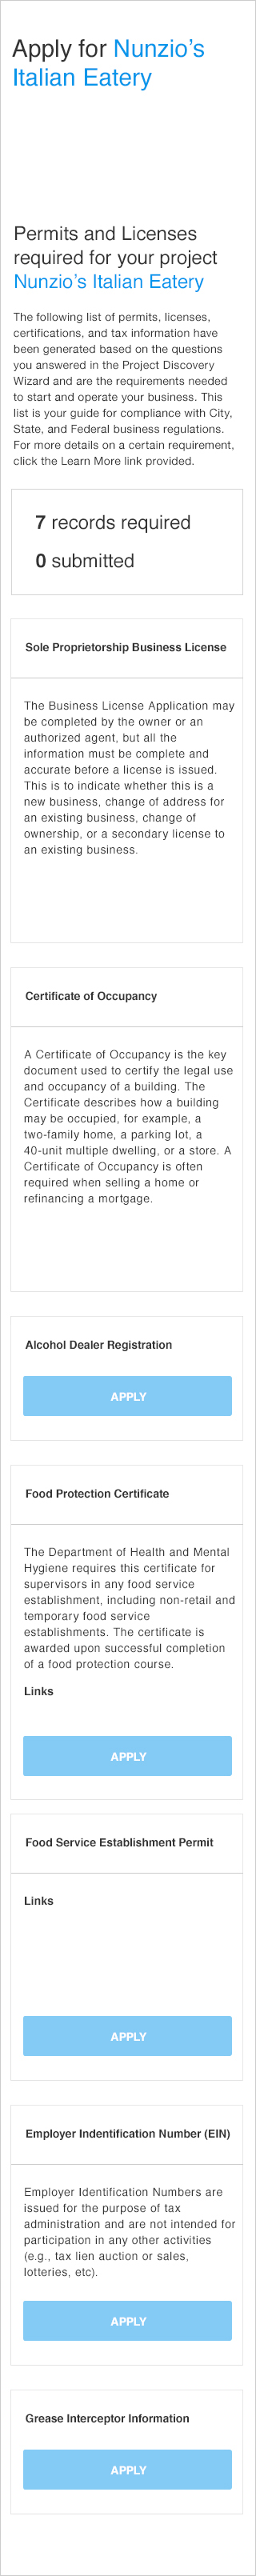 Apply for Nunzio’s
Italian Eatery
Permits and Licenses
required for your project
Nunzio’s Italian Eatery
The following list of permits, licenses,
certifications, and tax information have
been generated based on the questions
you answered in the Project Discovery
Wizard and are the requirements needed
to start and operate your business. This
list is your guide for compliance with City,
State, and Federal business regulations.
For more details on a certain requirement,
click the Learn More link provided.
7 records required
0 submitted
Sole Proprietorship Business License
The Business License Application may
be completed by the owner or an
authorized agent, but all the
information must be complete and
accurate before a license is issued.
This is to indicate whether this is a
new business, change of address for
an existing business, change of
ownership, or a secondary license to
an existing business.
Certificate of Occupancy
A Certificate of Occupancy is the key
document used to certify the legal use
and occupancy of a building. The
Certificate describes how a building
may be occupied, for example, a
two-family home, a parking lot, a
40-unit multiple dwelling, or a store. A
Certificate of Occupancy is often
required when selling a home or
refinancing a mortgage.
Alcohol Dealer Registration
APPLY
Food Protection Certificate
The Department of Health and Mental
Hygiene requires this certificate for
supervisors in any food service
establishment, including non-retail and
temporary food service
establishments. The certificate is
awarded upon successful completion
of a food protection course.
Links
APPLY
Food Service Establishment Permit
Links
APPLY
Employer Indentification Number (EIN)
Employer Identification Numbers are
issued for the purpose of tax
administration and are not intended for
participation in any other activities
(e.g., tax lien auction or sales,
lotteries, etc).
APPLY
Grease Interceptor Information
APPLY